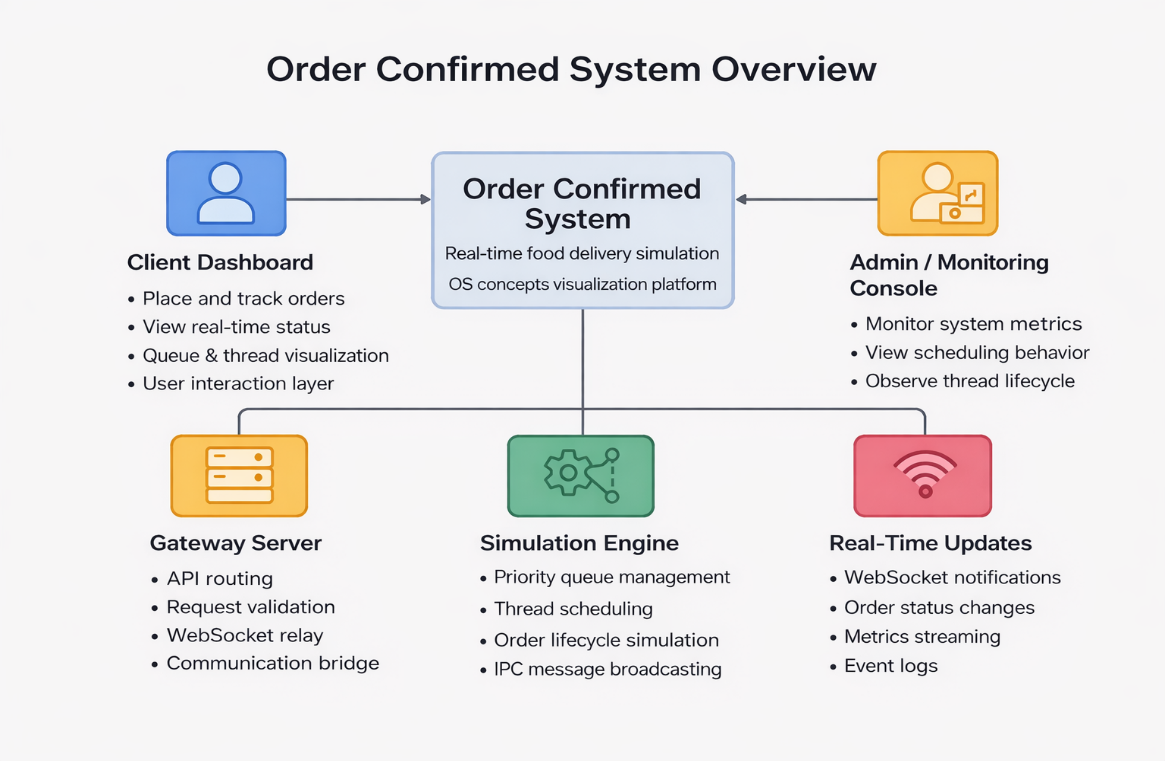 Order Confirmed System Overview
Order Confirmed
System
Real-time food delivery simulation
OS concepts visualization platform
Client Dashboard
• Place and track orders
• View real-time status
• Queue & thread visualization
• User interaction layer
Admin / Monitoring
Console
• Monitor system metrics
• View scheduling behavior
• Observe thread lifecycle
Gateway Server
• API routing
• Request validation
• WebSocket relay
• Communication bridge
Simulation Engine
• Priority queue management
• Thread scheduling
• Order lifecycle simulation
• IPC message broadcasting
Real-Time Updates
• WebSocket notifications
• Order status changes
• Metrics streaming
• Event logs